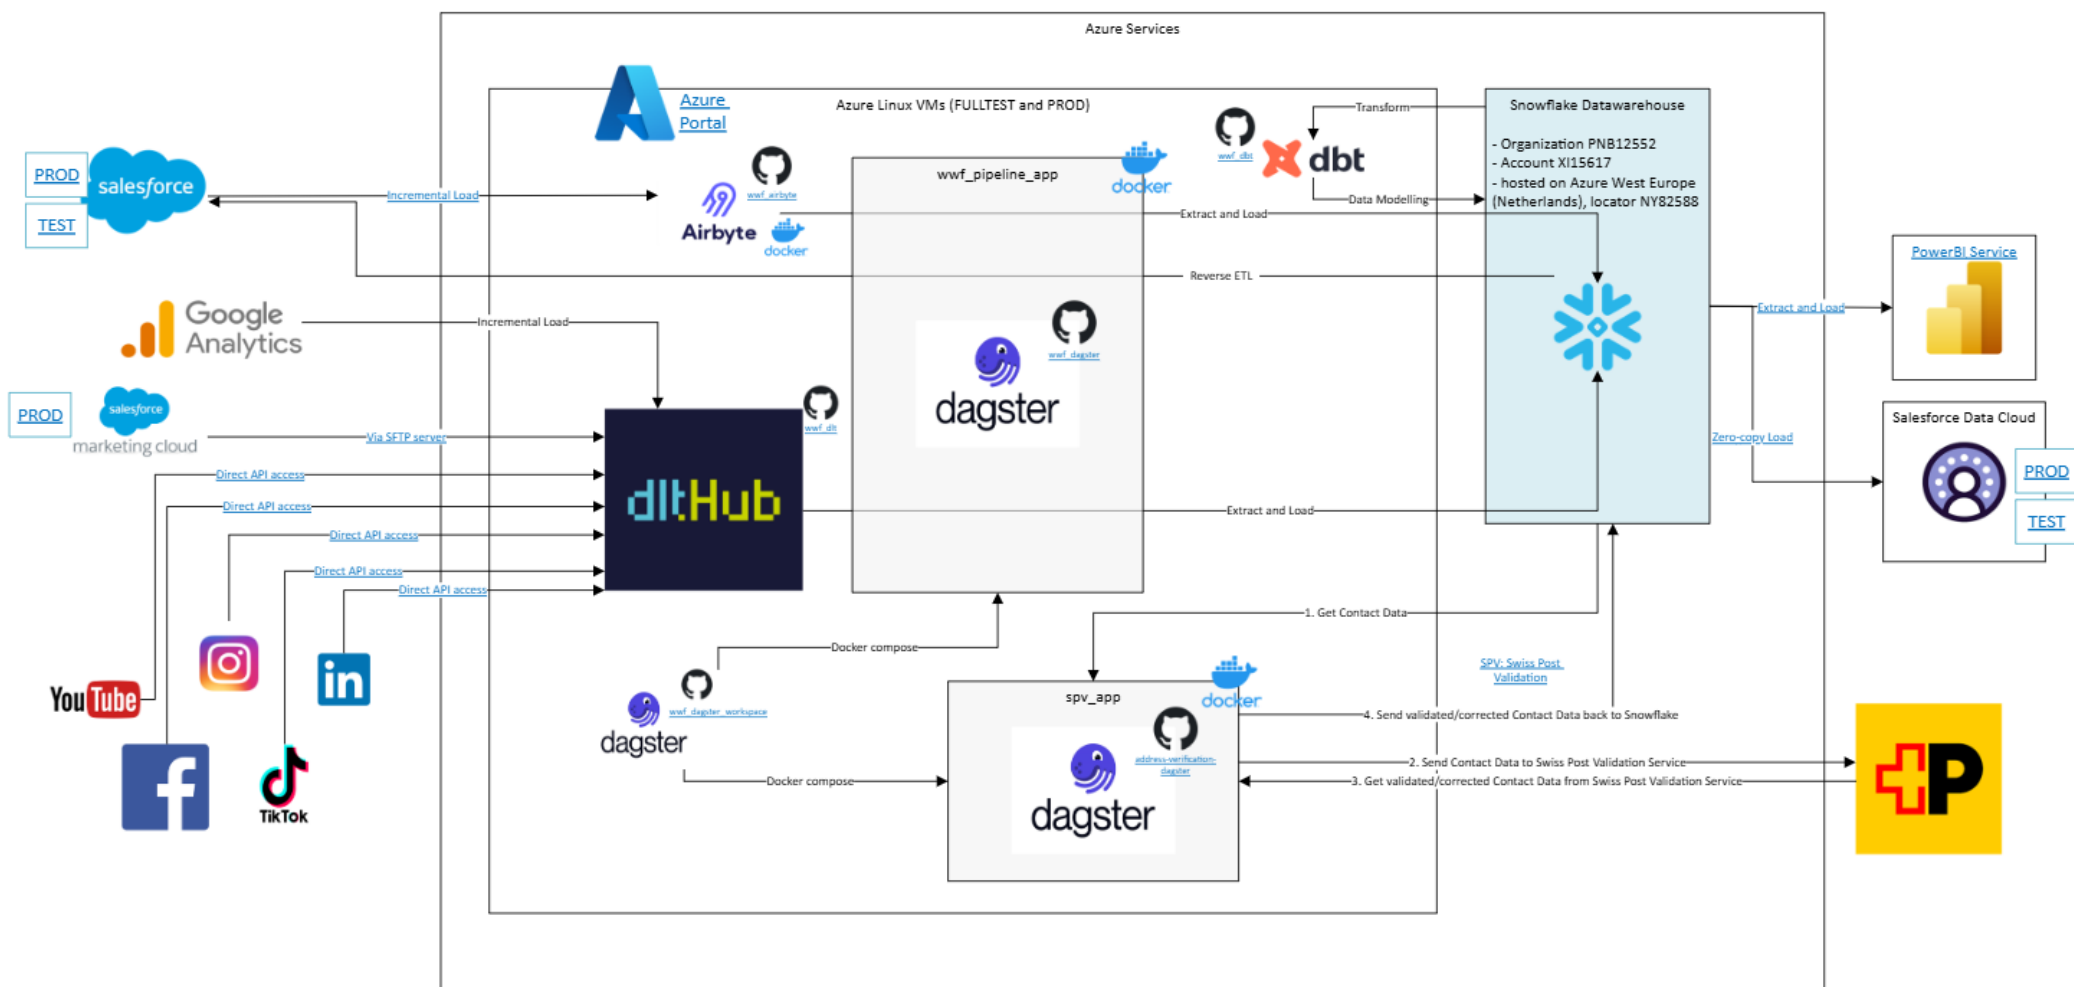 Azure Services
Azure
Portal
Azure Linux VMs (FULLTEST and PROD)
Transform
Snowflake Datawarehouse
- Organization PNB12552
- Account XI15617
- hosted on Azure West Europe
(Netherlands), locator NY82588
wwf_dbt
dbt
Data Modelling
PROD
TEST
salesforce
Incremental Load
wwf_airbyte
Airbyte
docker
wwf_pipeline_app
docker
Extract and Load
Reverse ETL
PowerBI Service
Extract and Load
Google
Analytics
Incremental Load
wwf_dagster
dagster
PROD
salesforce
marketing cloud
Via SFTP server
wwf_dlt
dltHub
Zero-copy Load
Salesforce Data Cloud
PROD
TEST
Direct API access
Direct API access
Direct API access
Direct API access
Direct API access
Extract and Load
1. Get Contact Data
Docker compose
SPV: Swiss Post
Validation
YouTube
in
f
TikTok
wwf_dagster_workspace
dagster
Docker compose
spv_app
docker
address-verification-
dagster
dagster
4. Send validated/corrected Contact Data back to Snowflake
2. Send Contact Data to Swiss Post Validation Service
3. Get validated/corrected Contact Data from Swiss Post Validation Service
P